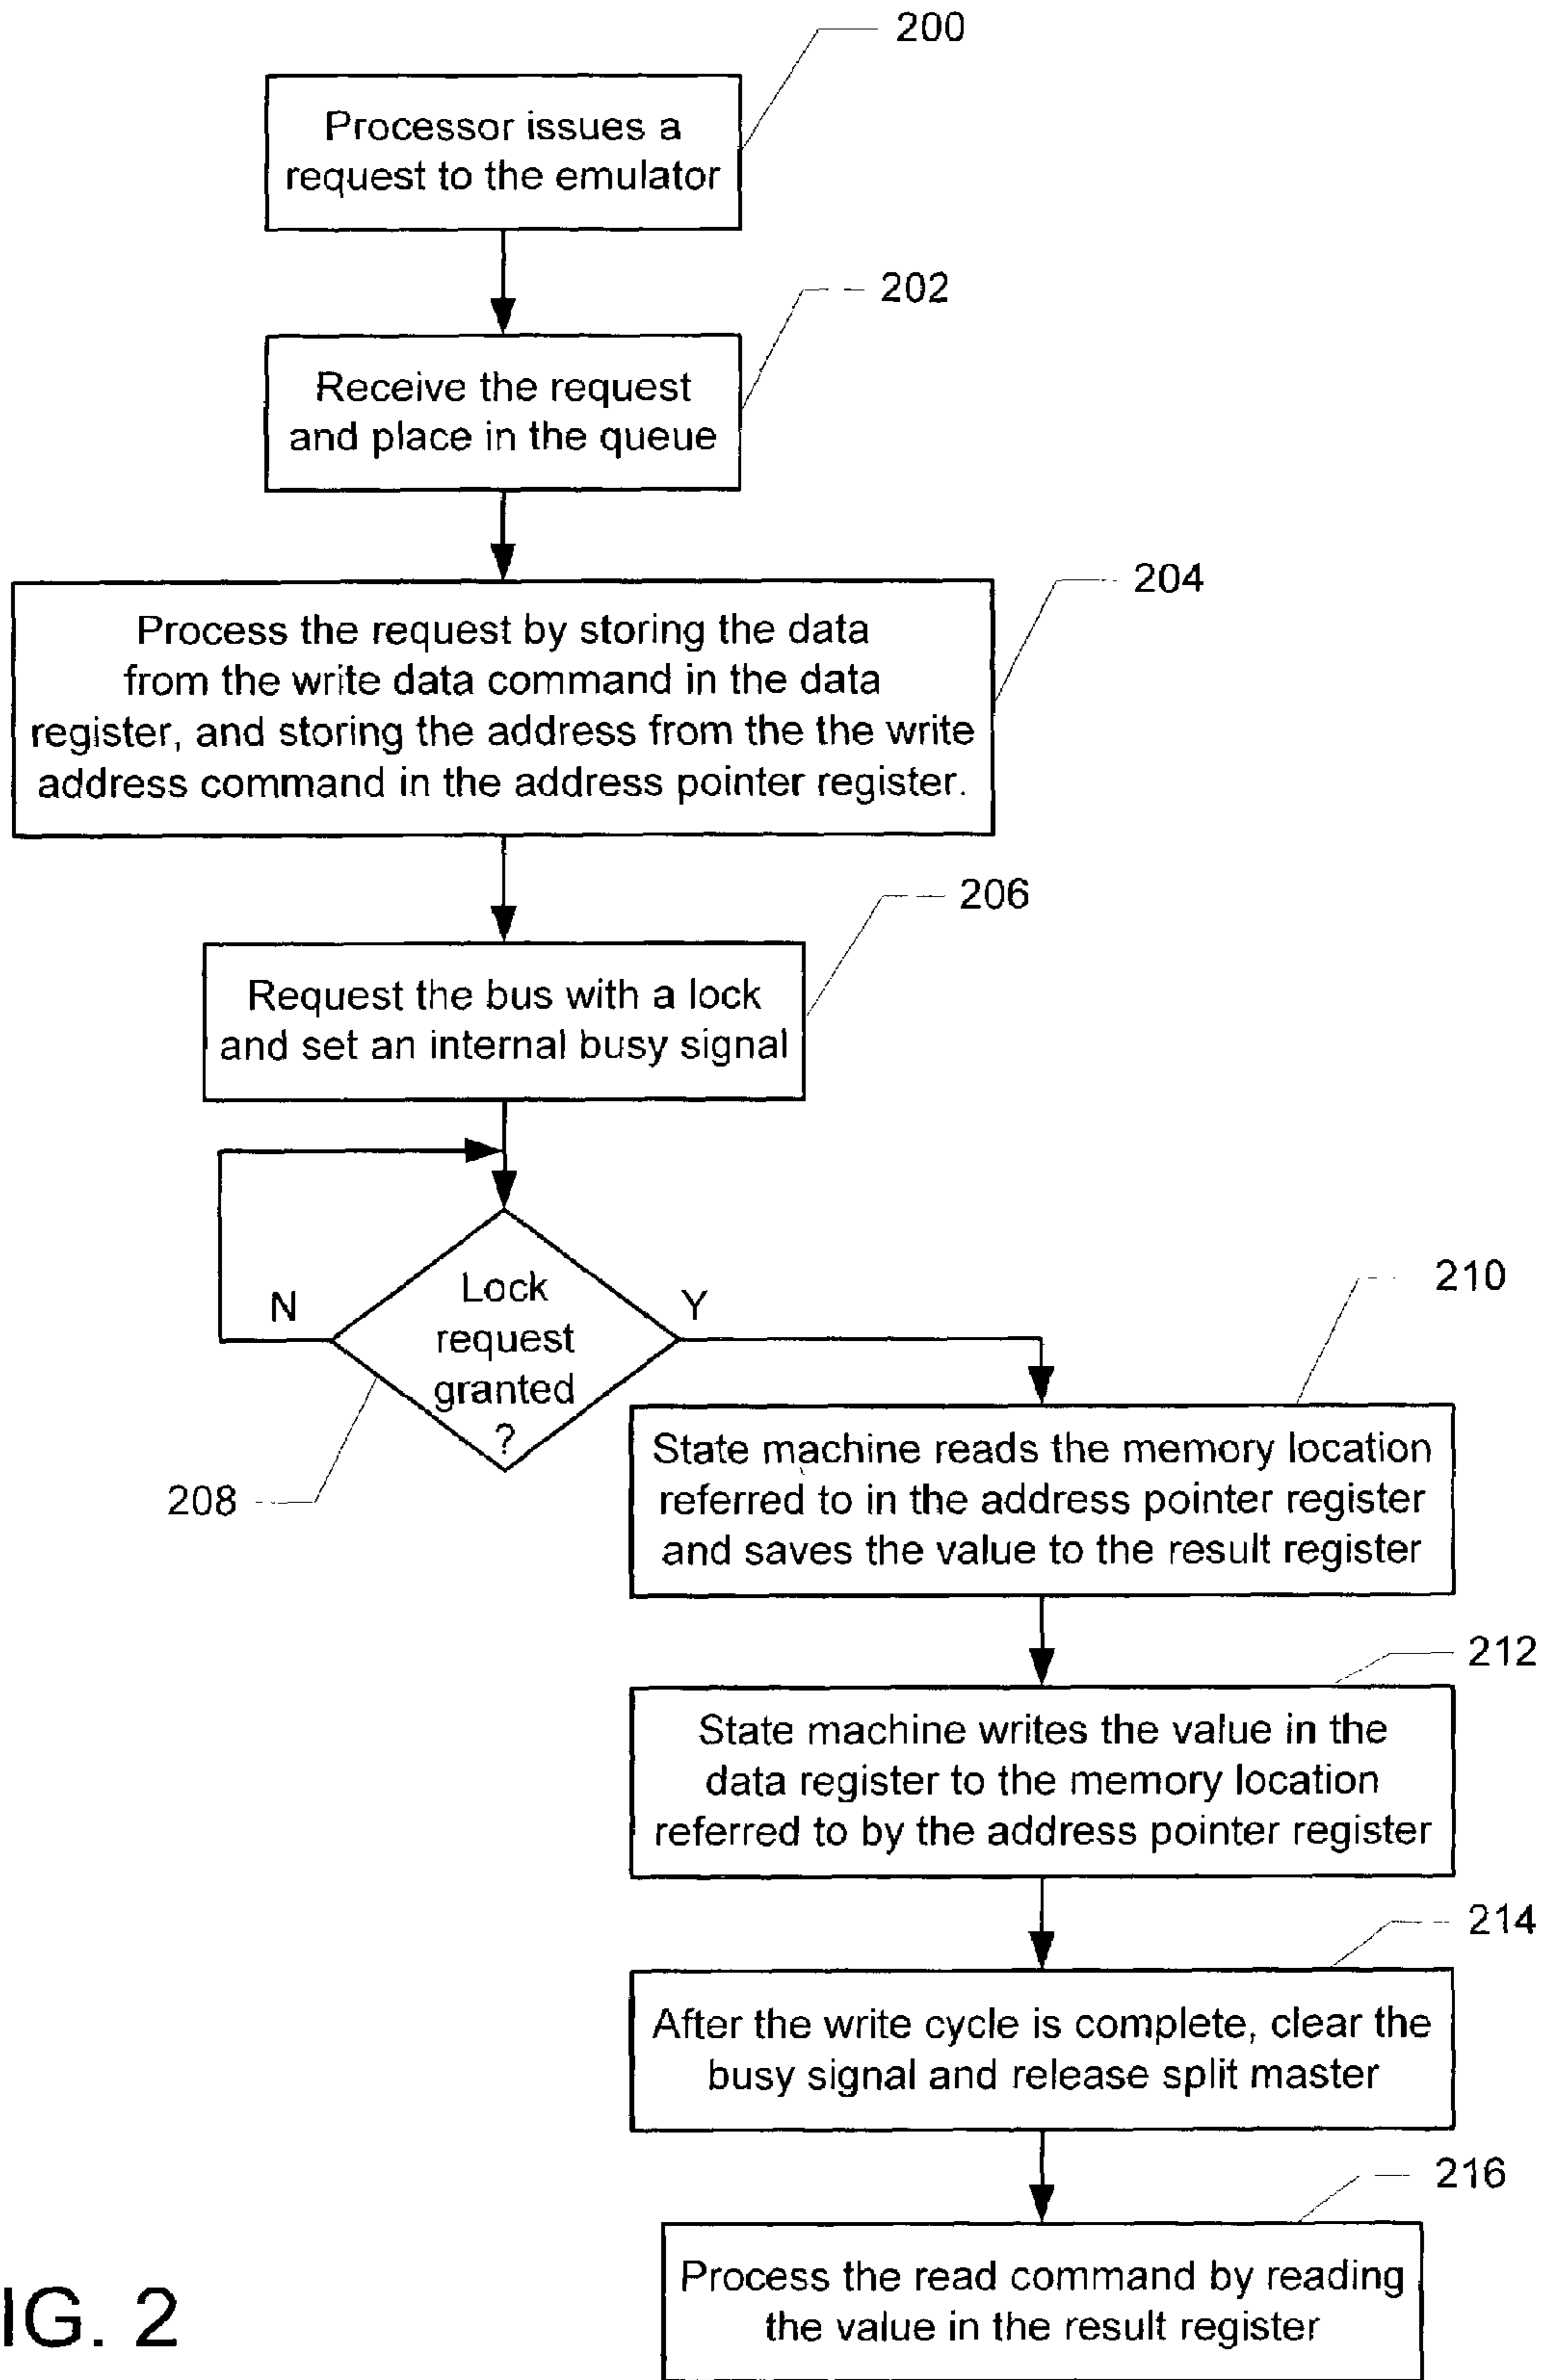 200
Processor issues a
request to the emulator
202
Receive the request
and place in the queue
204
Process the request by storing the data
from the write data command in the data
register, and storing the address from the the write
address command in the address pointer register.
206
Request the bus with a lock
and set an internal busy signal
N
Lock
request
granted
?
Y
208
210
State machine reads the memory location
referred to in the address pointer register
and saves the value to the result register
212
State machine writes the value in the
data register to the memory location
referred to by the address pointer register
214
After the write cycle is complete, clear the
busy signal and release split master
216
Process the read command by reading
the value in the result register
IG. 2